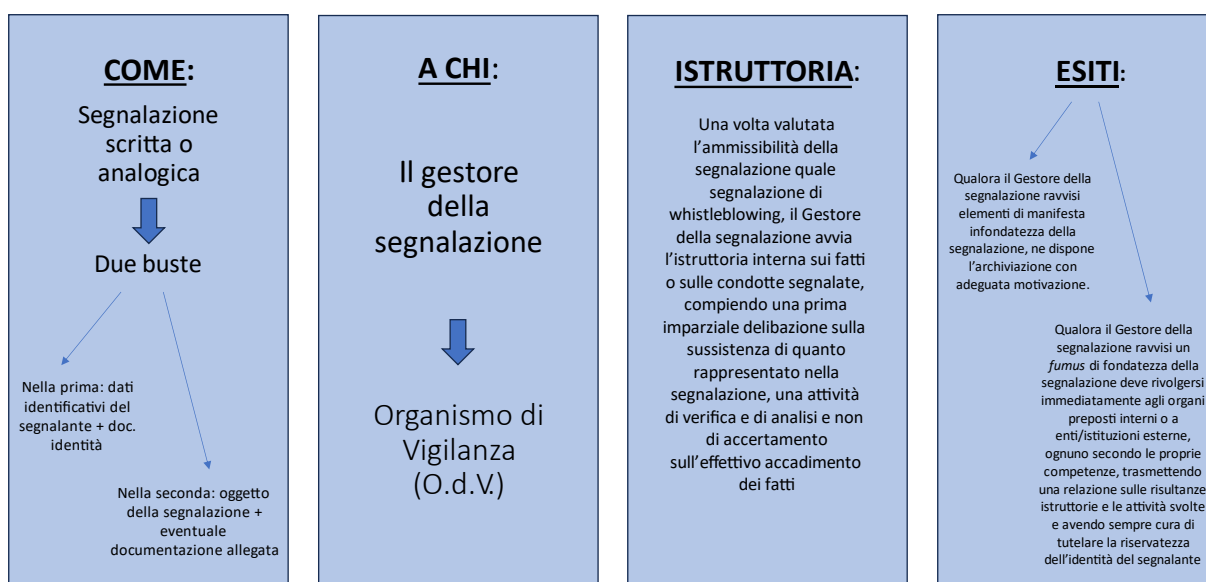 COME:
Segnalazione
scritta o
analogica
Due buste
Nella prima: dati
identificativi del
segnalante + doc.
identità
Nella seconda: oggetto
della segnalazione +
eventuale
documentazione allegata
A CHI:
Il gestore
della
segnalazione
Organismo di
Vigilanza
(O.d.V.)
ISTRUTTORIA:
Una volta valutata
l’ammissibilità della
segnalazione quale
segnalazione di
whistleblowing, il Gestore
della segnalazione avvia
l’istruttoria interna sui fatti
o sulle condotte segnalate,
compiendo una prima
imparziale delibazione sulla
sussistenza di quanto
rappresentato nella
segnalazione, una attività
di verifica e di analisi e non
di accertamento
sull’effettivo accadimento
dei fatti
ESITI:
Qualora il Gestore della
segnalazione ravvisi
elementi di manifesta
infondatezza della
segnalazione, ne dispone
l’archiviazione con
adeguata motivazione.
Qualora il Gestore della
segnalazione ravvisi un
fumus di fondatezza della
segnalazione deve rivolgersi
immediatamente agli organi
preposti interni o a
enti/istituzioni esterne,
ognuno secondo le proprie
competenze, trasmettendo
una relazione sulle risultanze
istruttorie e le attività svolte
e avendo sempre cura di
tutelare la riservatezza
dell’identità del segnalante